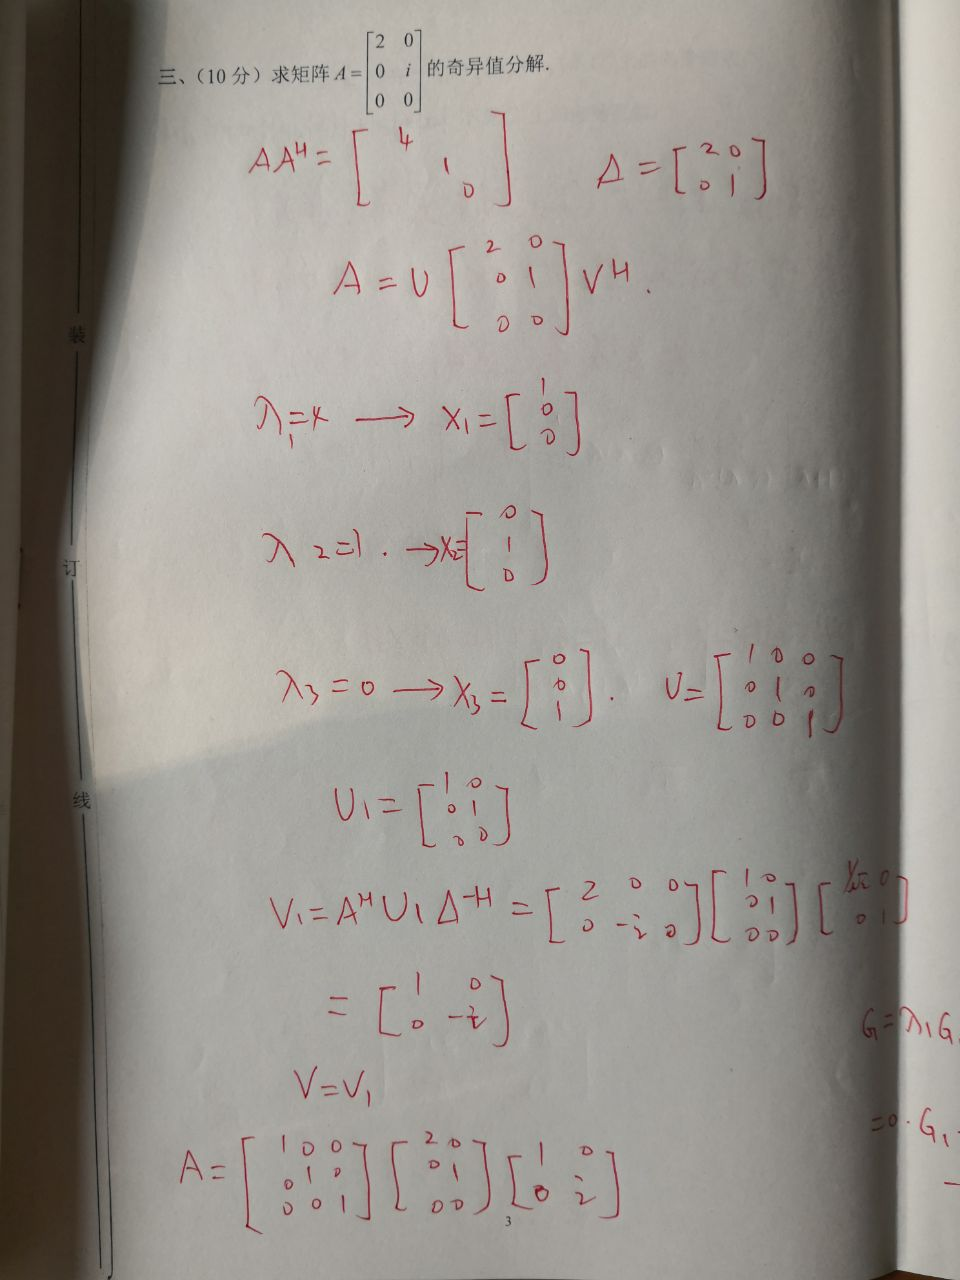 三、（10 分）求矩阵 A = [2 0; 0 i; 0 0] 的奇异值分解.
AA^H = [4 1 0] Δ = [2 0; 0 1]
A = U [2 0; 0 1; 0 0] V^H .
λ1 = 4 → X1 = [1; 0; 0]
λ2 = 1 . → X2 = [0; 1; 0]
λ3 = 0 → X3 = [0; 0; 1] . U = [1 0 0; 0 1 0; 0 0 1]
U1 = [1 0; 0 1; 0 0]
V1 = A^H U1 Δ^-H = [2 0 0; 0 -i 0] [1 0; 0 1; 0 0] [ 0; 0 1]
= [1 0; 0 -i]
V = V1
A = [1 0 0; 0 1 0; 0 0 1] [2 0; 0 1; 0 0] [1 0; 0 i]
3
装
订
线
G = λ1 G
= 0 · G1